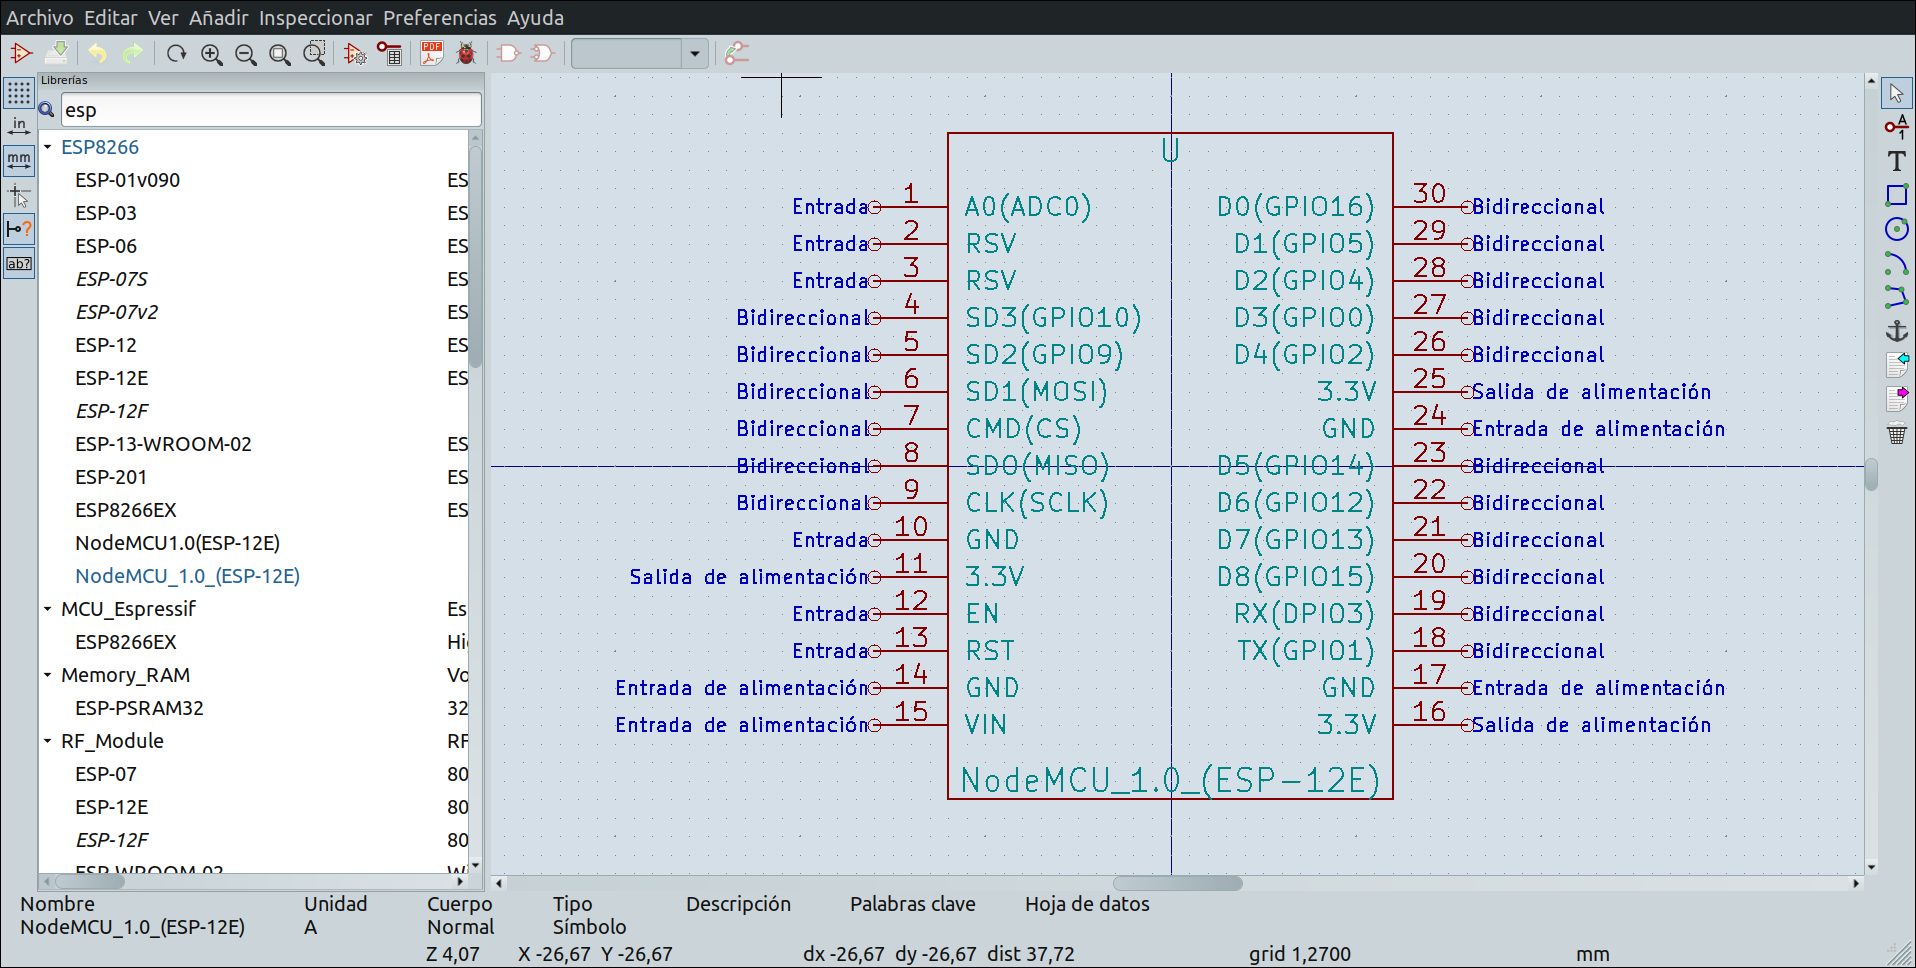 Archivo Editar Ver Añadir Inspeccionar Preferencias Ayuda
PDF
Librerías
esp
in
mm
ab?
ESP8266
ESP-01v090 ES
ESP-03 ES
ESP-06 ES
ESP-07S ES
ESP-07v2 ES
ESP-12 ES
ESP-12E ES
ESP-12F
ESP-13-WROOM-02 ES
ESP-201 ES
ESP8266EX ES
NodeMCU1.0(ESP-12E)
NodeMCU_1.0_(ESP-12E)
MCU_Espressif Es
ESP8266EX Hi
Memory_RAM Vo
ESP-PSRAM32 32
RF_Module RF
ESP-07 80
ESP-12E 80
ESP-12F 80
ESP-WROOM-02 Wi
U
Entrada 1 A0(ADC0) D0(GPIO16) 30 Bidireccional
Entrada 2 RSV D1(GPIO5) 29 Bidireccional
Entrada 3 RSV D2(GPIO4) 28 Bidireccional
Bidireccional 4 SD3(GPIO10) D3(GPIO0) 27 Bidireccional
Bidireccional 5 SD2(GPIO9) D4(GPIO2) 26 Bidireccional
Bidireccional 6 SD1(MOSI) 3.3V 25 Salida de alimentación
Bidireccional 7 CMD(CS) GND 24 Entrada de alimentación
Bidireccional 8 SD0(MISO) D5(GPIO14) 23 Bidireccional
Bidireccional 9 CLK(SCLK) D6(GPIO12) 22 Bidireccional
Entrada 10 GND D7(GPIO13) 21 Bidireccional
Salida de alimentación 11 3.3V D8(GPIO15) 20 Bidireccional
Entrada 12 EN RX(DPIO3) 19 Bidireccional
Entrada 13 RST TX(GPIO1) 18 Bidireccional
Entrada de alimentación 14 GND GND 17 Entrada de alimentación
Entrada de alimentación 15 VIN 3.3V 16 Salida de alimentación
NodeMCU_1.0_(ESP-12E)
A
1
T
Nombre Unidad Cuerpo Tipo Descripción Palabras clave Hoja de datos
NodeMCU_1.0_(ESP-12E) A Normal Símbolo
Z 4,07 X -26,67 Y -26,67 dx -26,67 dy -26,67 dist 37,72 grid 1,2700 mm